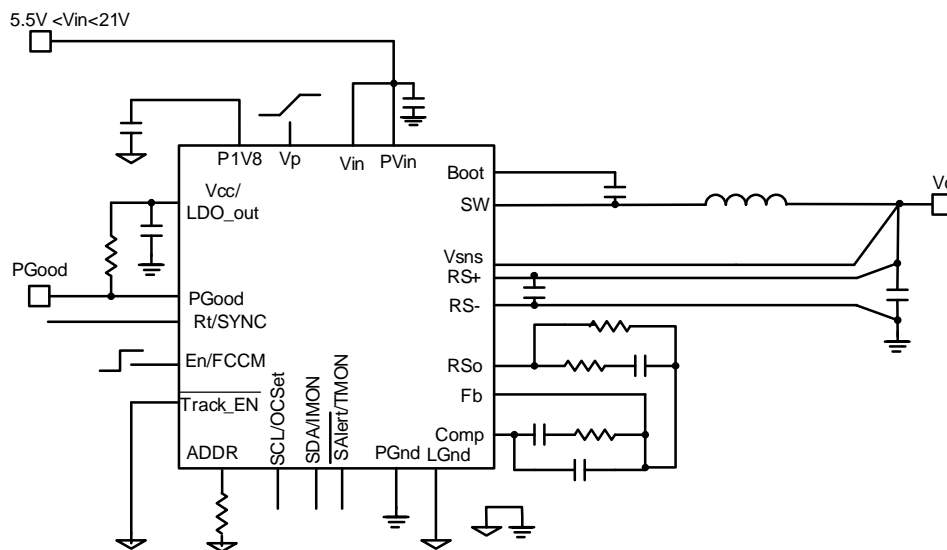 5.5V <Vin<21V
P1V8
Vp
Vin
PVin
Vcc/
LDO_out
Boot
SW
Vsns
RS+
RS-
PGood
PGood
Rt/SYNC
En/FCCM
Track_EN
ADDR
SCL/OCSet
SDA/IMON
SAlert/TMON
PGnd
LGnd
RSo
Fb
Comp